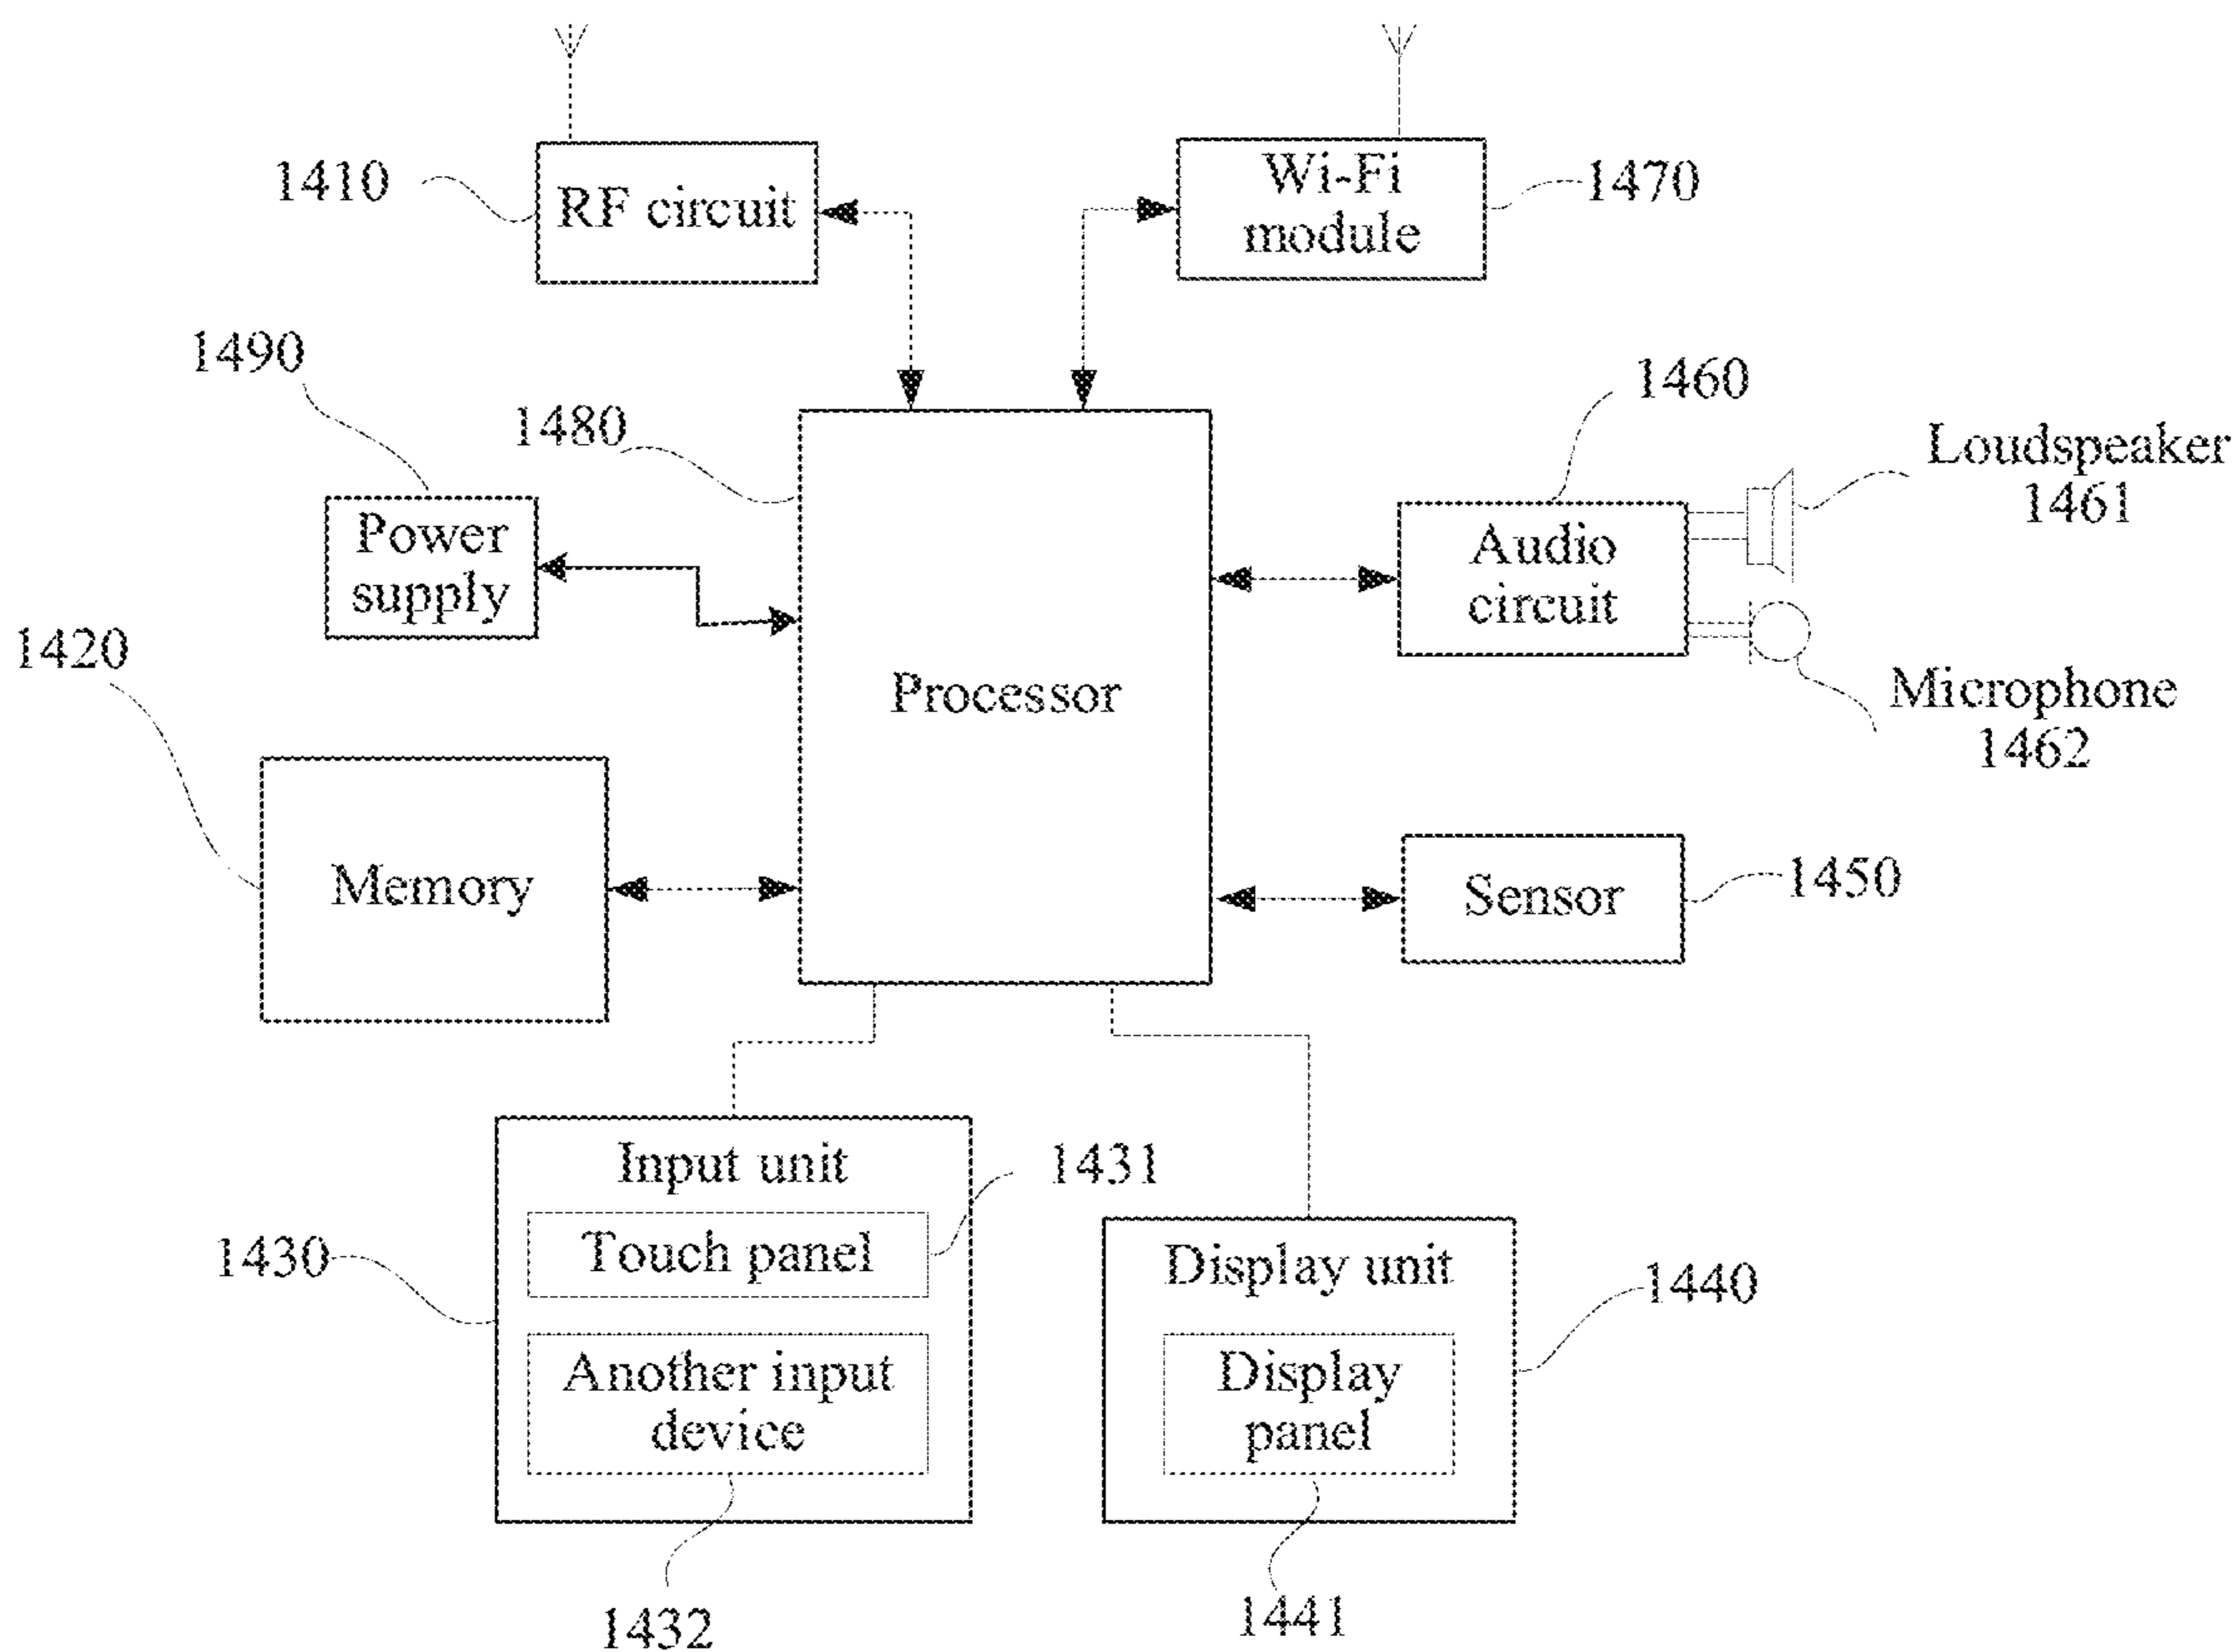 1410
RF circuit
Wi-Fi
module
1470
1490
1480
1460
Loudspeaker
1461
Power
supply
Audio
circuit
1420
Processor
Microphone
1462
Memory
Sensor
1450
Input unit
1431
1430
Touch panel
Display unit
1440
Another input
device
Display
panel
1432
1441